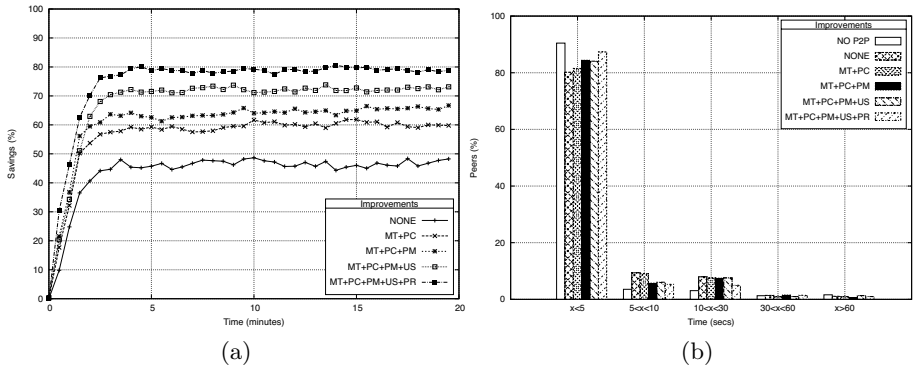 100
90
80
70
60
50
40
30
20
10
0
Savings (%)
0
5
10
15
20
Time (minutes)
Improvements
NONE
MT+PC
MT+PC+PM
MT+PC+PM+US
MT+PC+PM+US+PR
(a)
100
80
60
40
20
0
Peers (%)
x<5
5<x<10
10<x<30
30<x<60
x>60
Time (secs)
Improvements
NO P2P
NONE
MT+PC
MT+PC+PM
MT+PC+PM+US
MT+PC+PM+US+PR
(b)